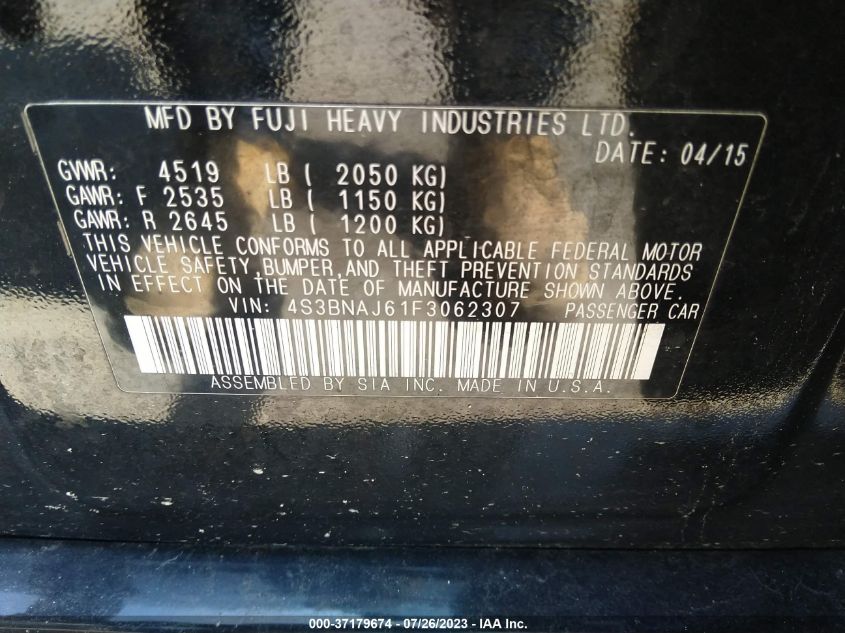 MFD BY FUJI HEAVY INDUSTRIES LTD.
DATE: 04/15
GVWR: 4519 LB ( 2050 KG)
GAWR: F 2535 LB ( 1150 KG)
GAWR: R 2645 LB ( 1200 KG)
THIS VEHICLE CONFORMS TO ALL APPLICABLE FEDERAL MOTOR
VEHICLE SAFETY,BUMPER,AND THEFT PREVENTION STANDARDS
IN EFFECT ON THE DATE OF MANUFACTURE SHOWN ABOVE.
VIN: 4S3BNAJ61F3062307 PASSENGER CAR
ASSEMBLED BY SIA INC. MADE IN U.S.A.
000-37179674 / 07/26/2023 - IAA Inc.